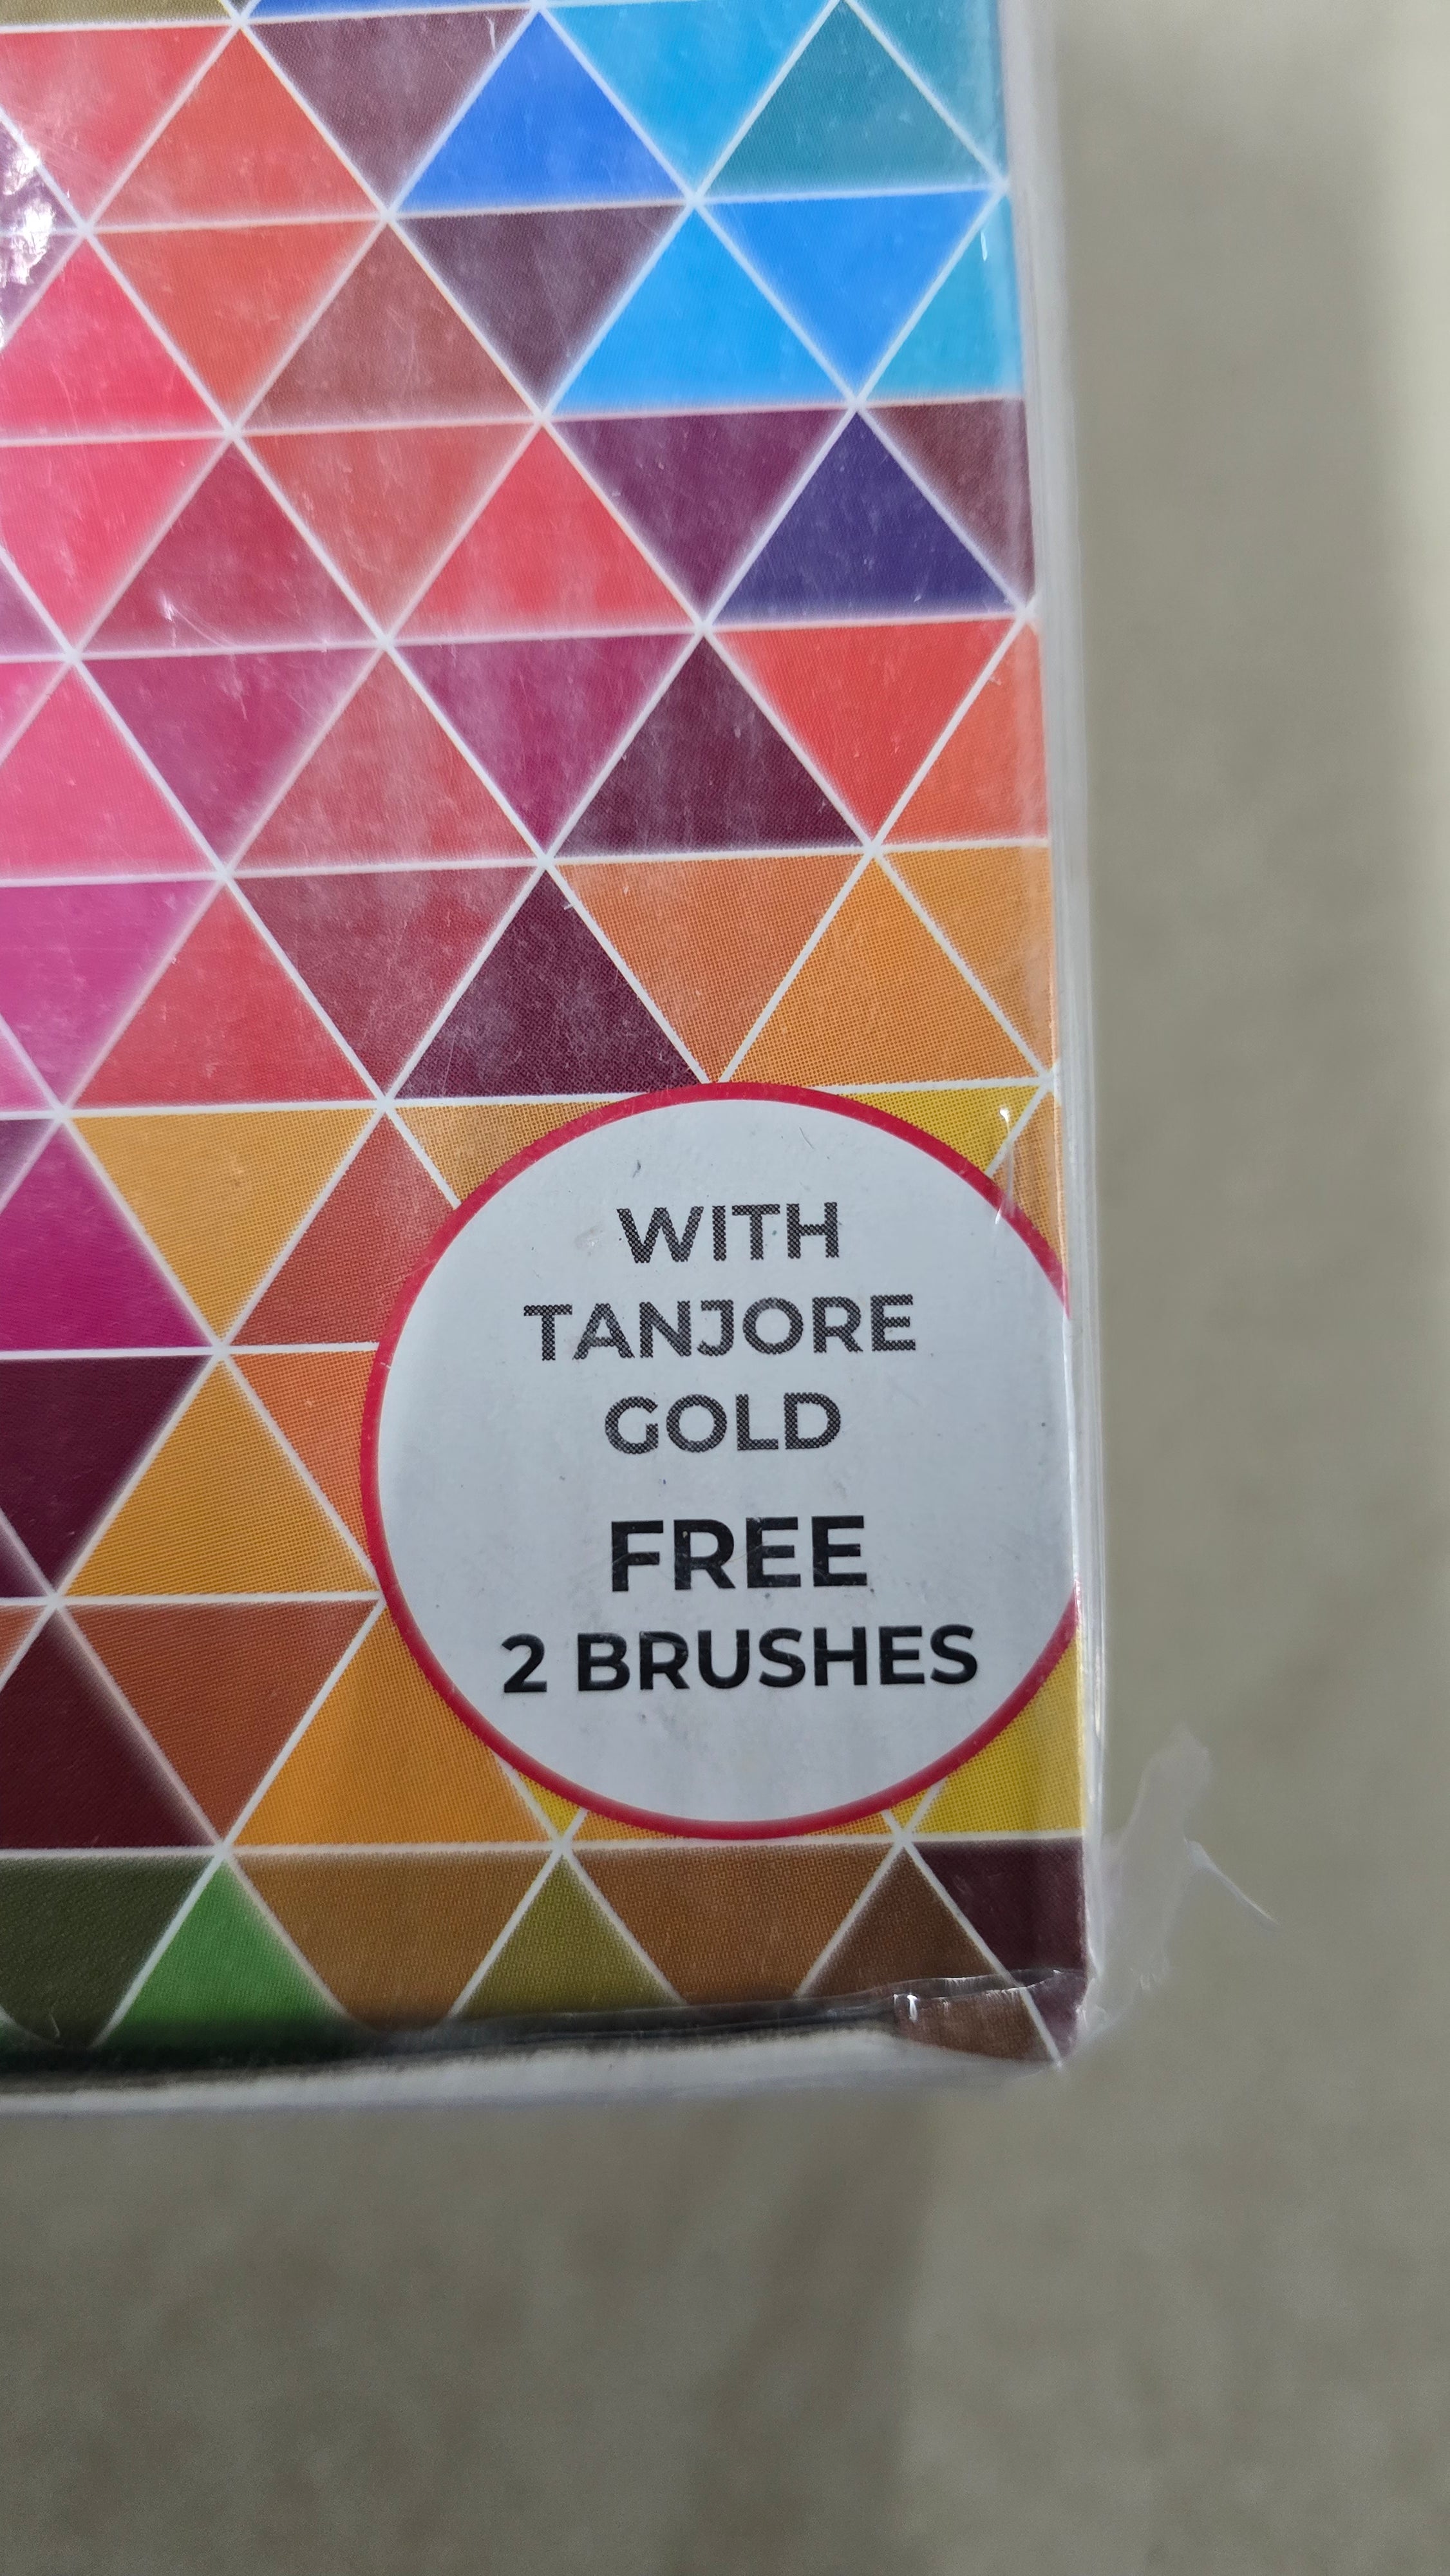 WITH
TANJORE
GOLD
FREE
2 BRUSHES